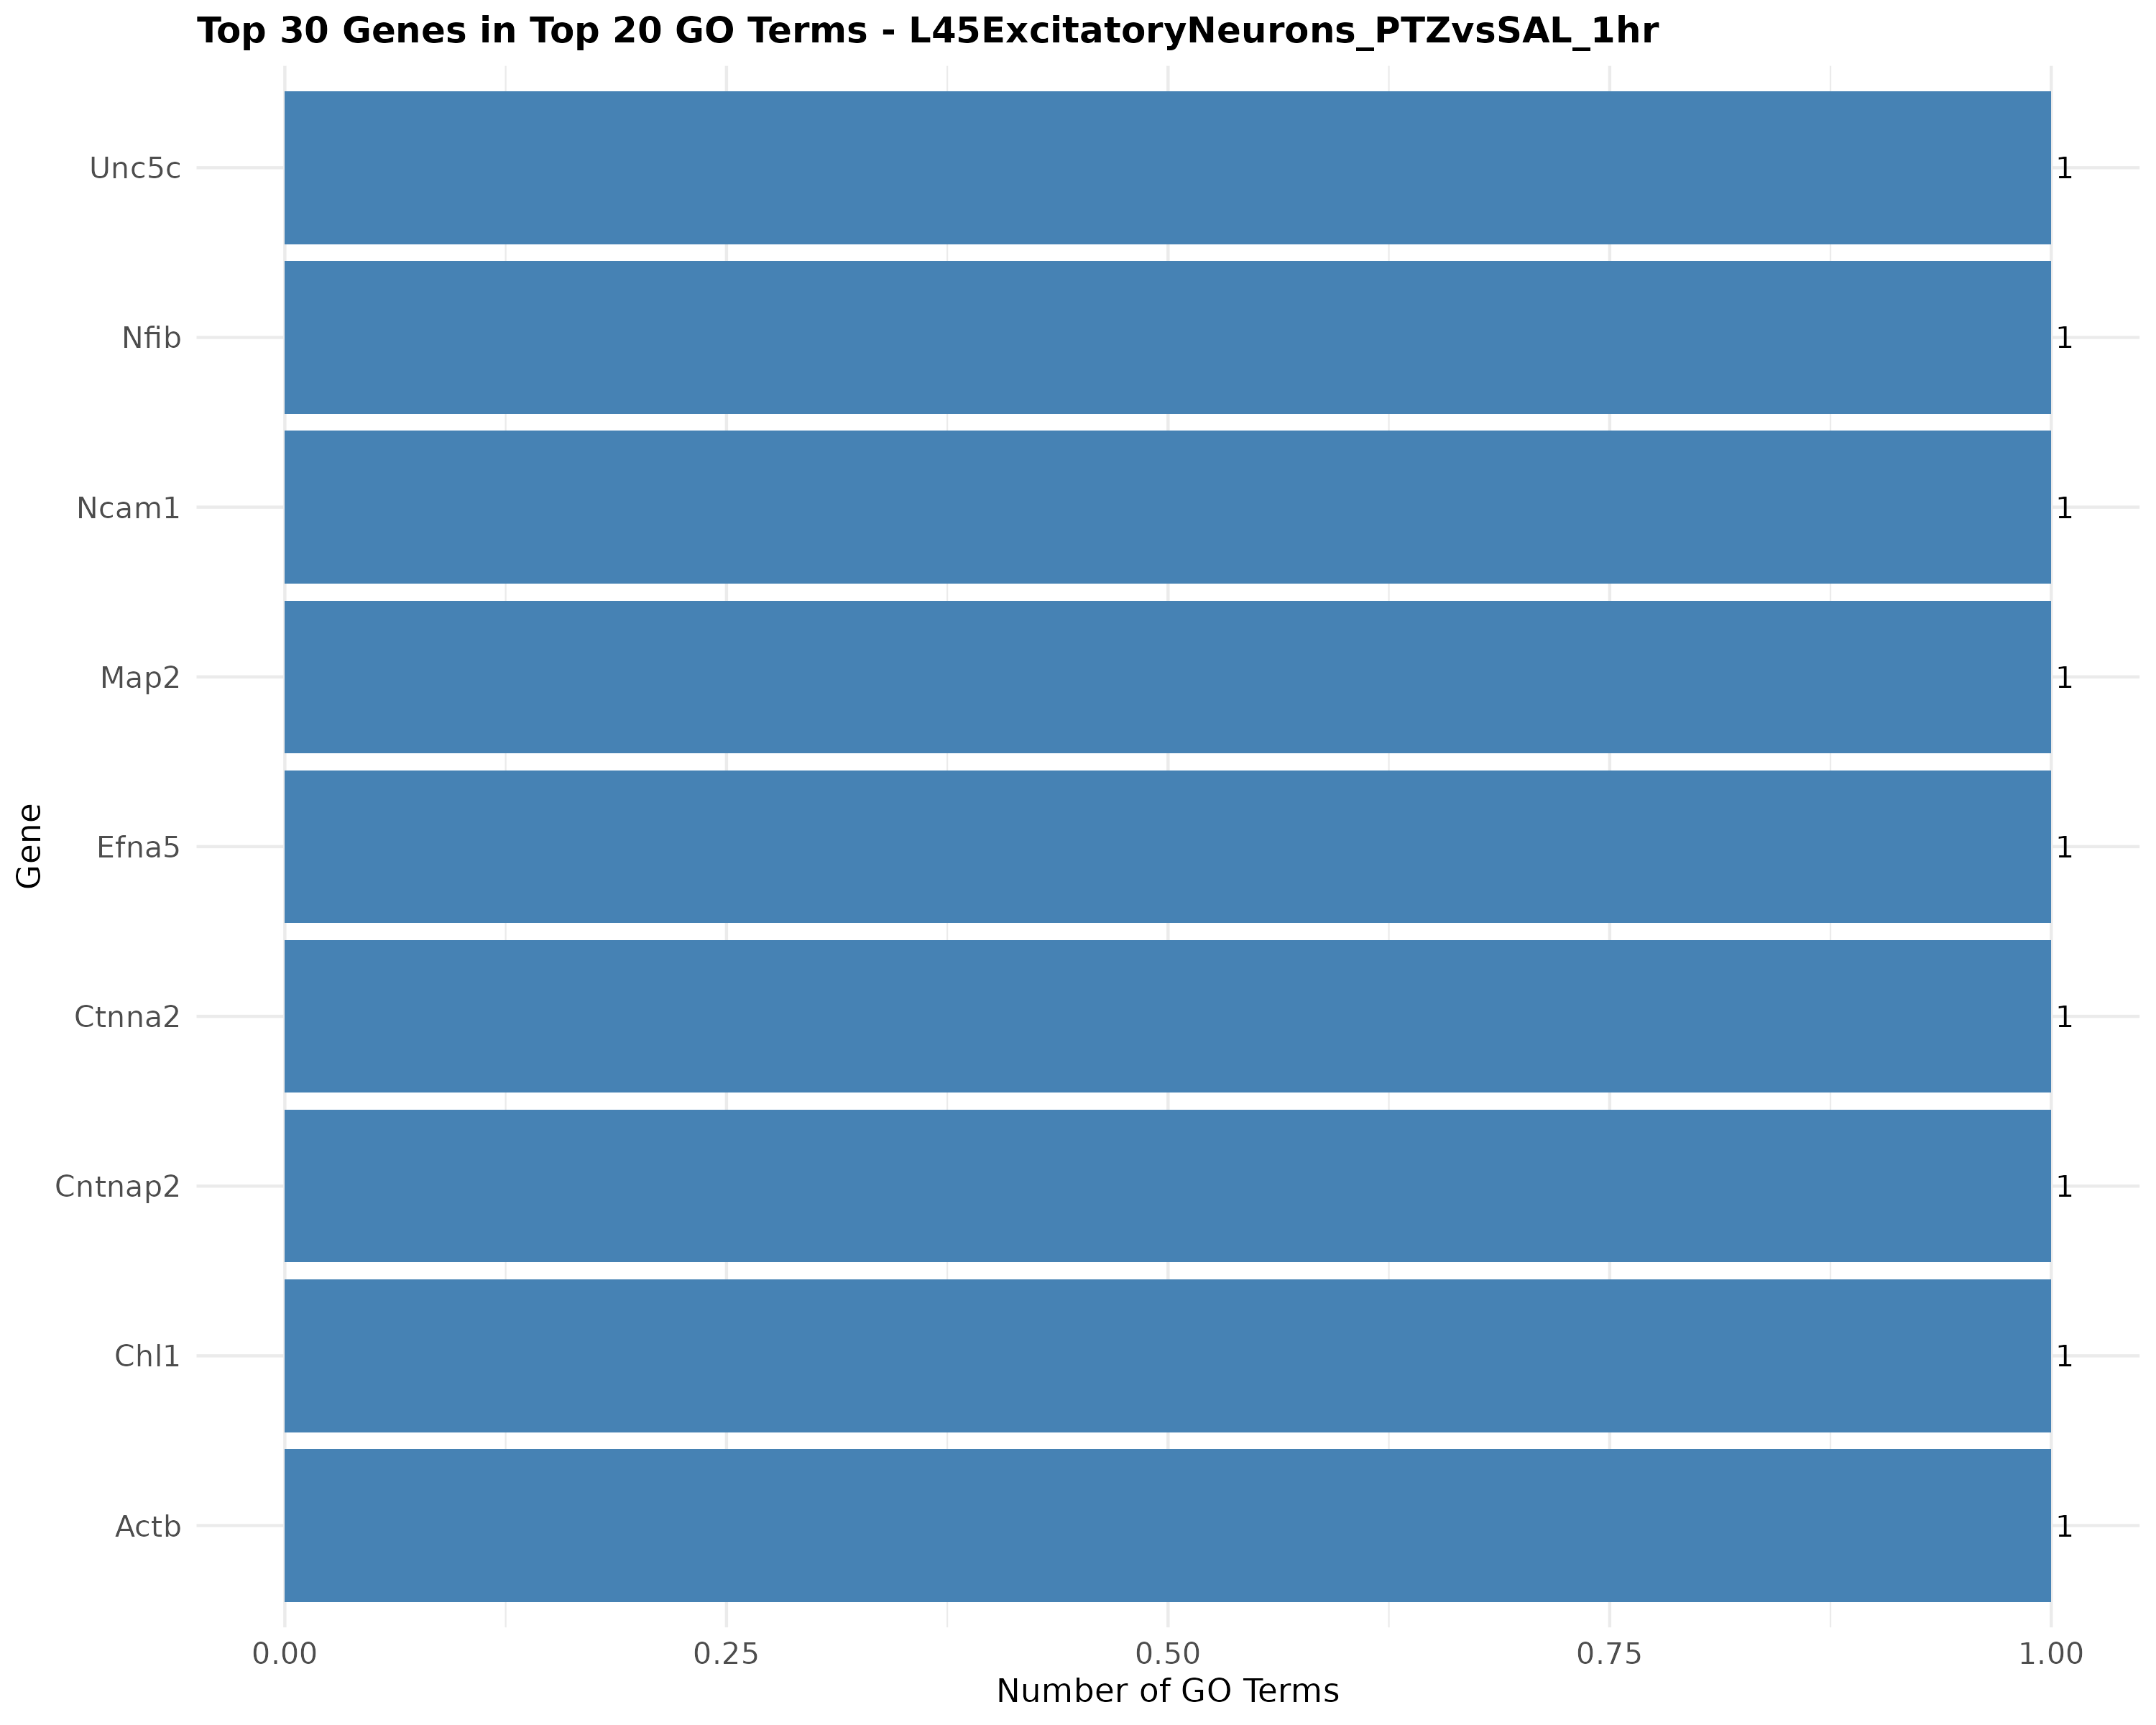 Top 30 Genes in Top 20 GO Terms - L45ExcitatoryNeurons_PTZvsSAL_1hr
Unc5c 1
Nfib 1
Ncam1 1
Map2 1
Efna5 1
Ctnna2 1
Cntnap2 1
Chl1 1
Actb 1
Gene
0.00 0.25 0.50 0.75 1.00
Number of GO Terms